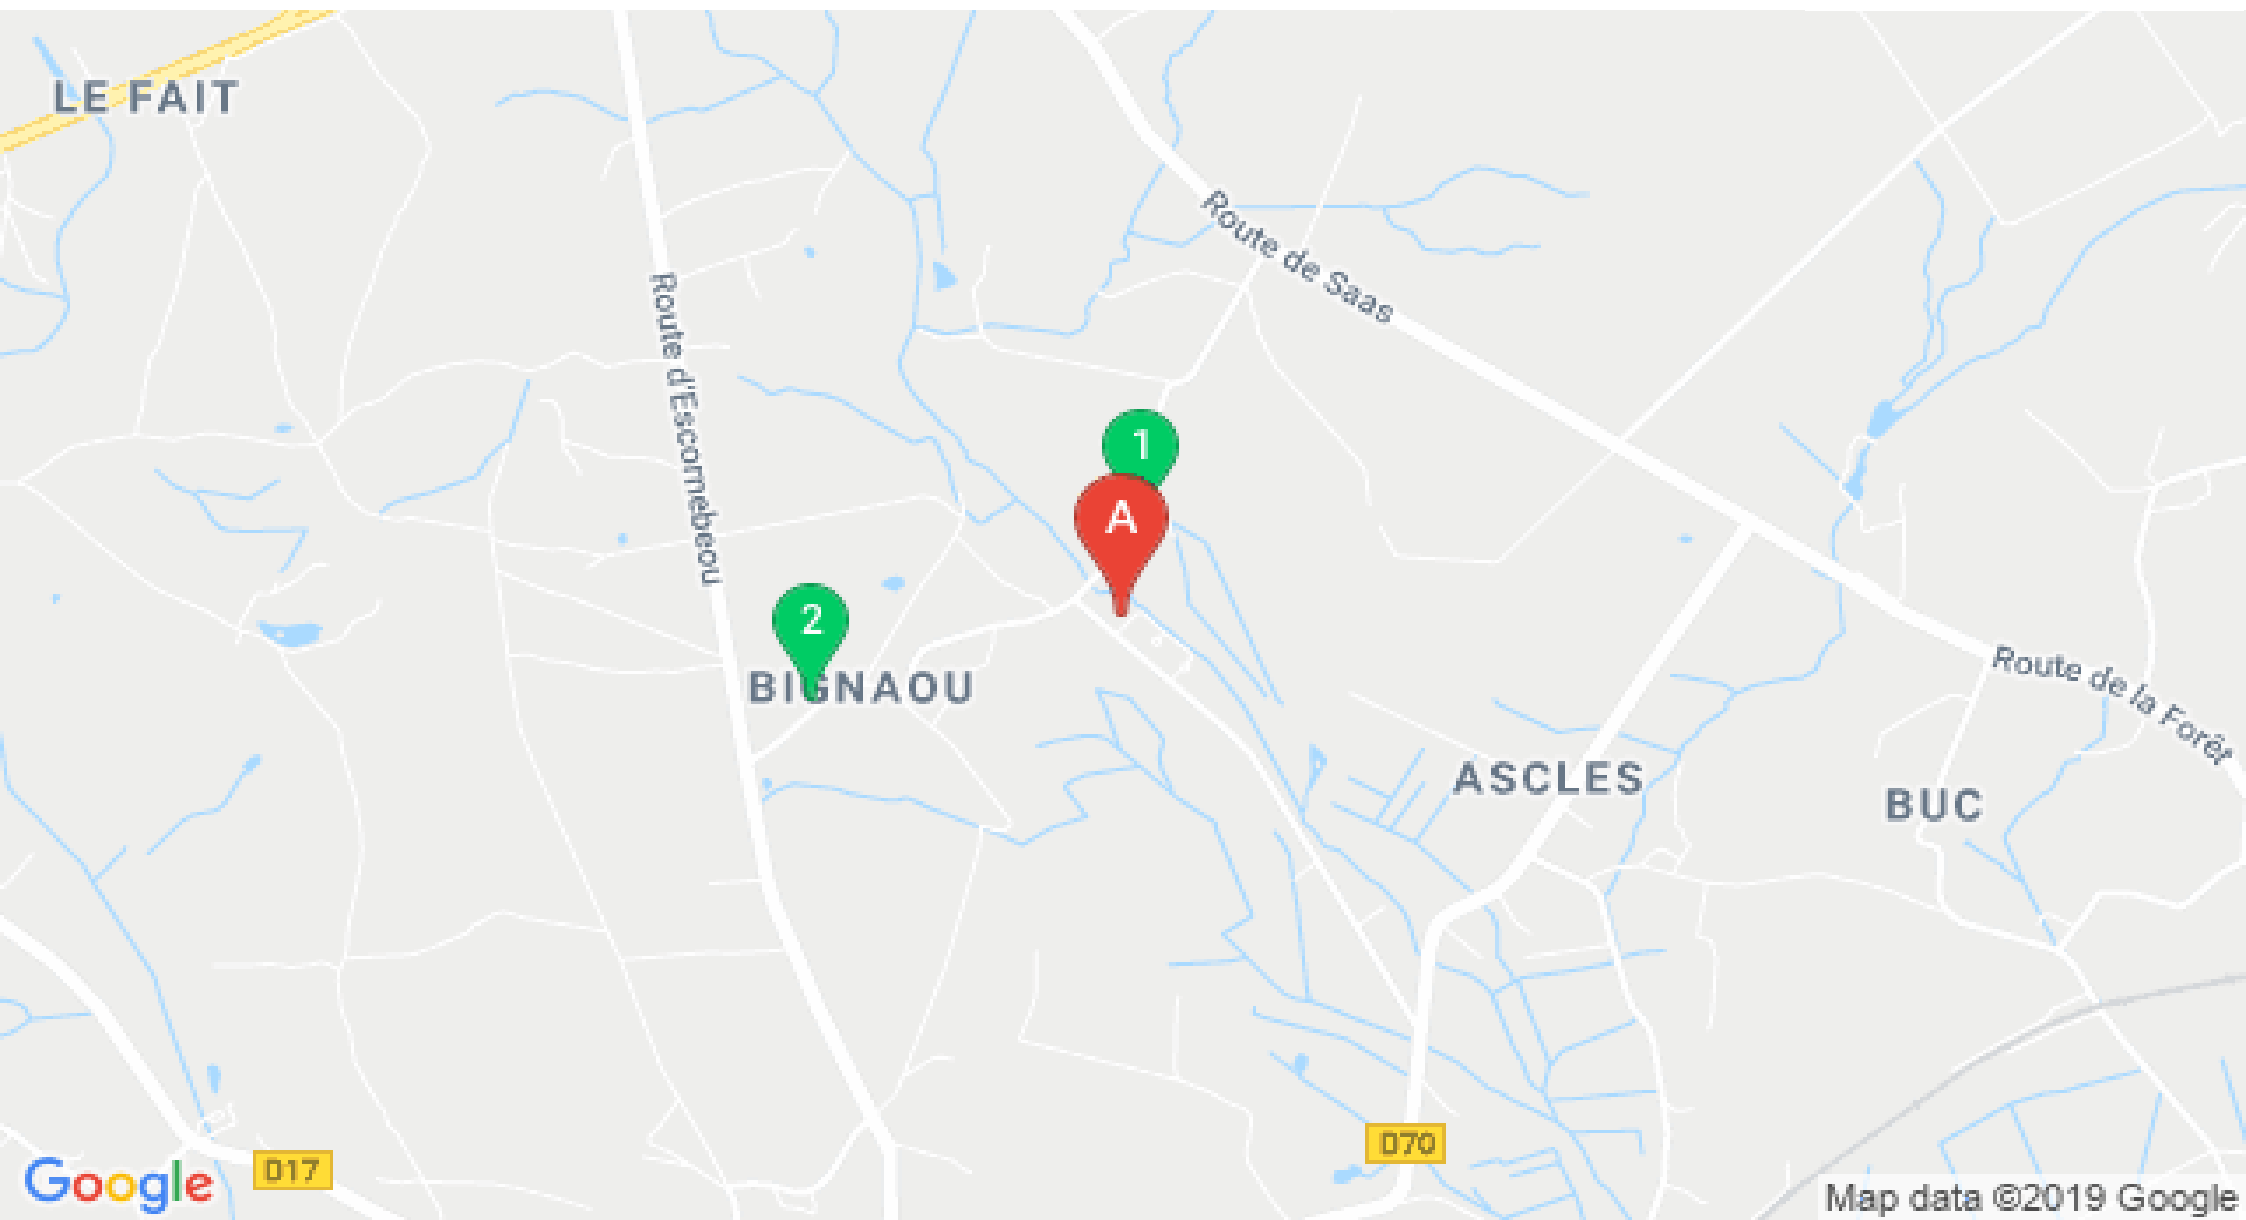 LE FAIT
Route de Saas
Route d'Escornebeou
1
A
2
BIGNAOU
Route de la Forêt
ASCLES
BUC
D70
D17
Google
Map data ©2019 Google